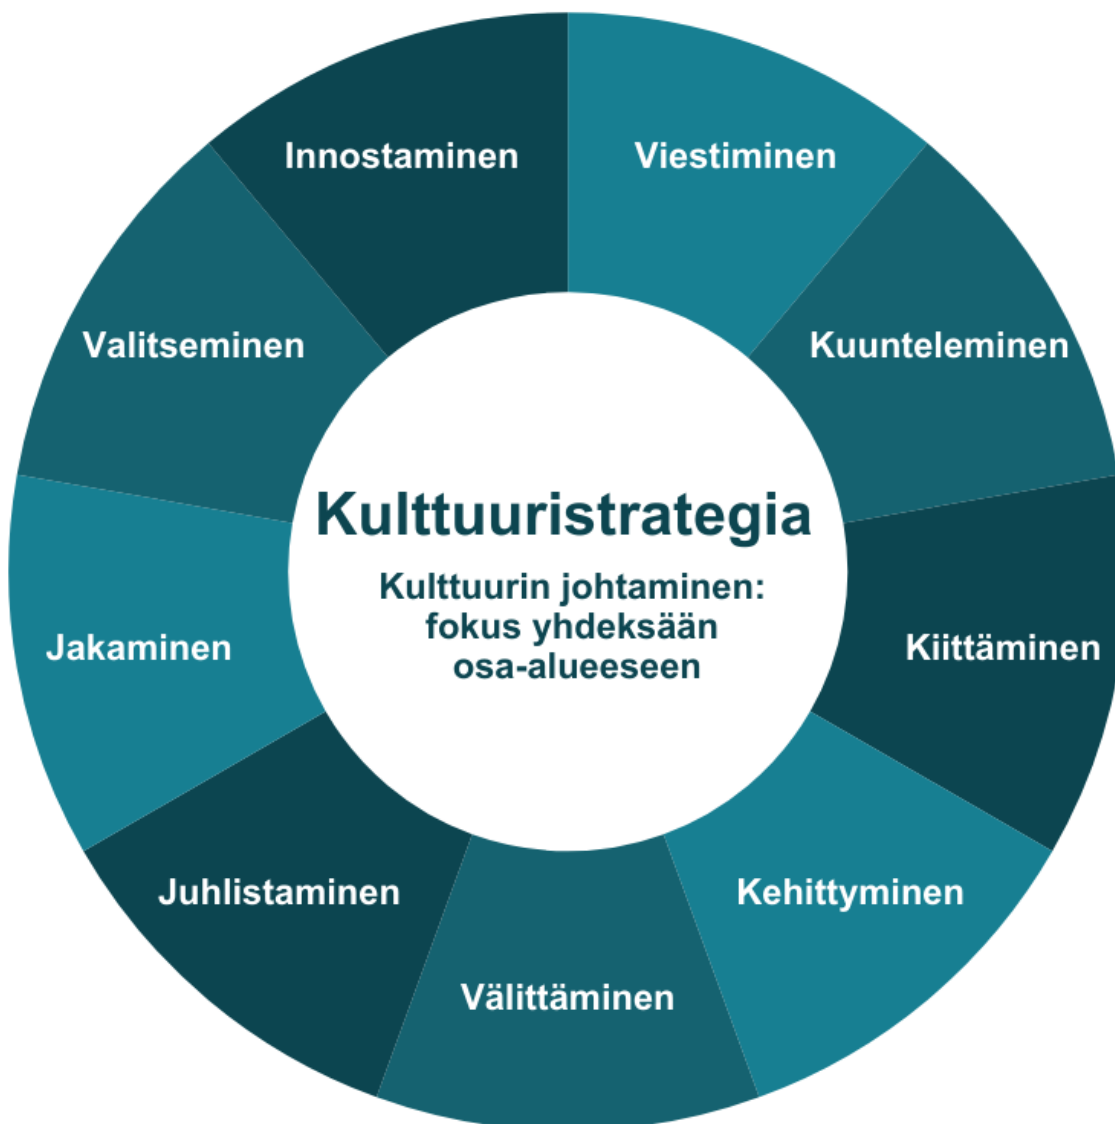 Innostaminen
Viestiminen
Valitseminen
Kuunteleminen
Kulttuuristrategia
Kulttuurin johtaminen:
fokus yhdeksään
osa-alueeseen
Jakaminen
Kiittäminen
Juhlistaminen
Kehittyminen
Välittäminen